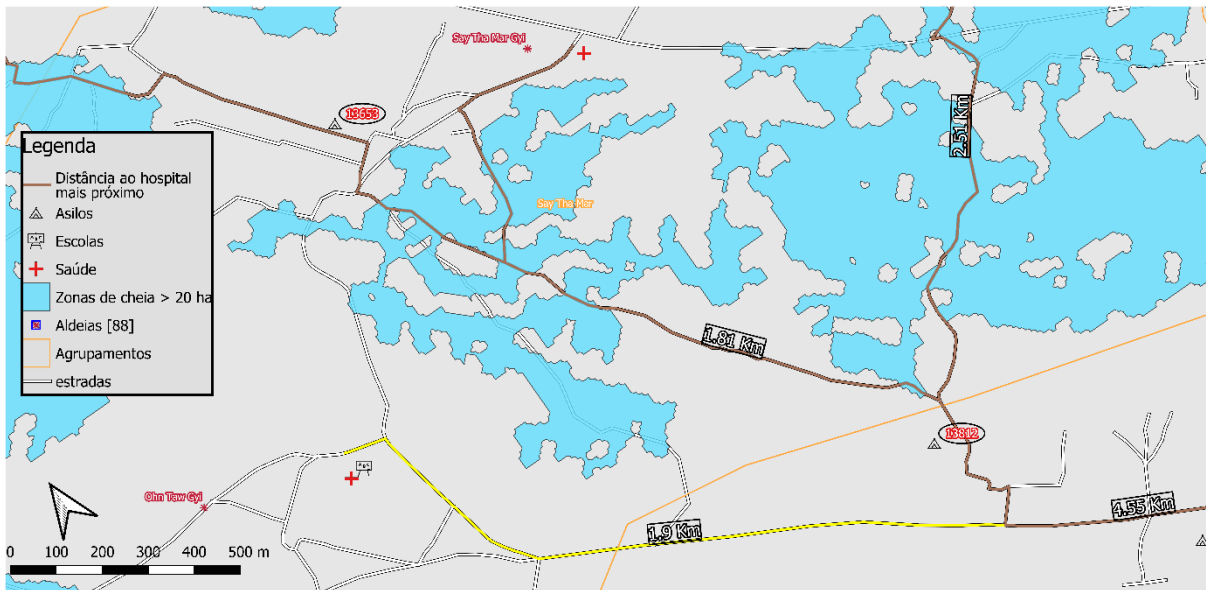 Say Tha Mar Gyi
13653
2.51 Km
Legenda
Distância ao hospital
mais próximo
Asilos
Escolas
Saúde
Zonas de cheia > 20 ha
Aldeias [88]
Agrupamentos
estradas
Say Tha Mar
1.81 Km
13812
Ohn Taw Gyi
4.55 Km
1.9 Km
0 100 200 300 400 500 m